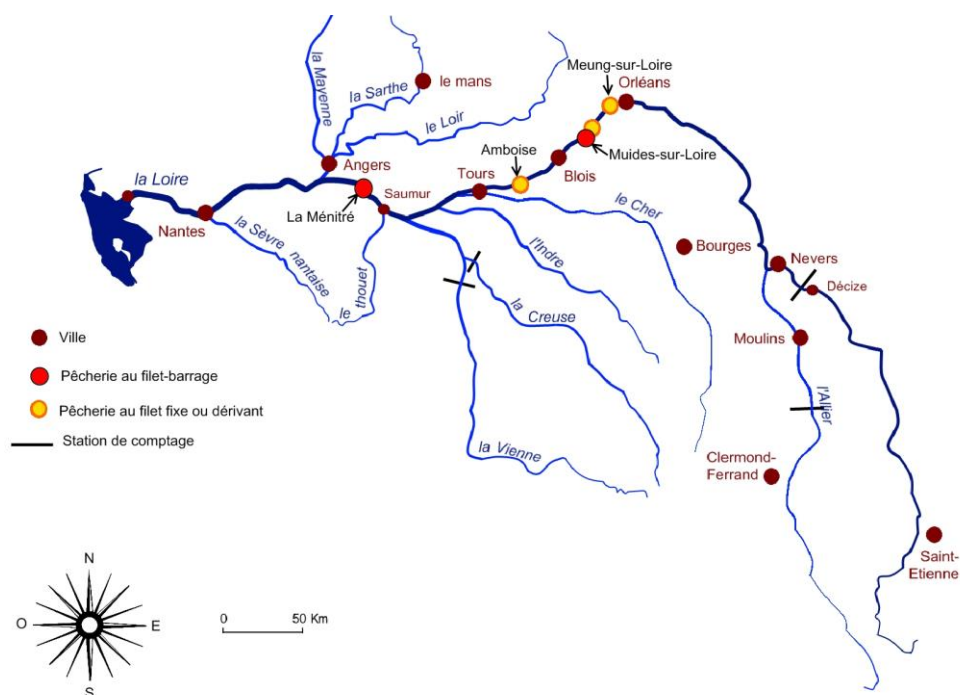 Meung-sur-Loire
Orléans
la Mayenne
la Sarthe
le mans
le Loir
Amboise
Muides-sur-Loire
Angers
Tours
Blois
la Loire
La Ménitré
Saumur
le Cher
Nantes
la Sèvre nantaise
le thouet
l'Indre
Bourges
Nevers
Décize
la Creuse
Moulins
l'Allier
la Vienne
Clermond-
Ferrand
Saint-
Etienne
Ville
Pêcherie au filet-barrage
Pêcherie au filet fixe ou dérivant
Station de comptage
N
O
E
S
0 50 Km